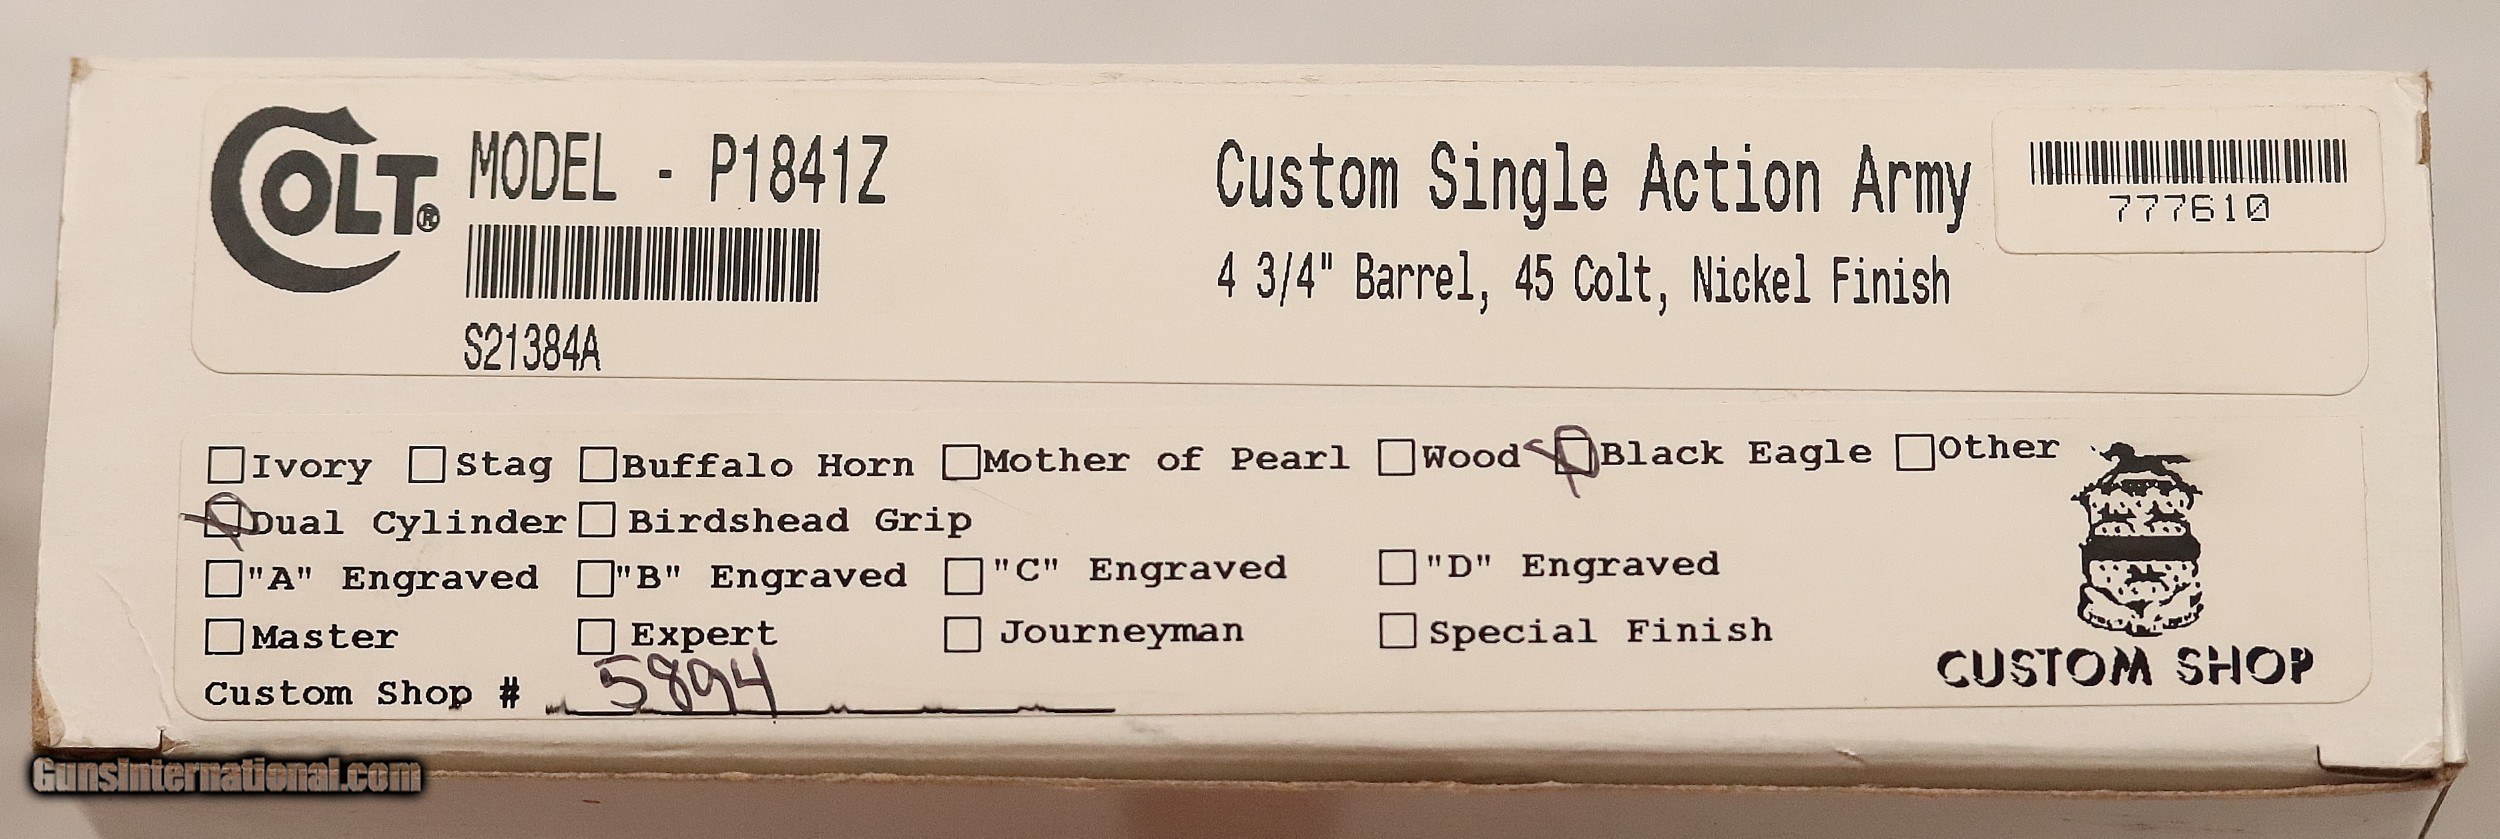 COLT®
MODEL - P1841Z
S21384A
Custom Single Action Army
4 3/4" Barrel, 45 Colt, Nickel Finish
777610
☐Ivory ☐Stag ☐Buffalo Horn ☐Mother of Pearl ☐Wood ☑Black Eagle ☐Other
☑Dual Cylinder ☐Birdshead Grip
☐"A" Engraved ☐"B" Engraved ☐"C" Engraved ☐"D" Engraved
☐Master ☐Expert ☐Journeyman ☐Special Finish
Custom Shop # 5894
CUSTOM SHOP
GunsInternational.com